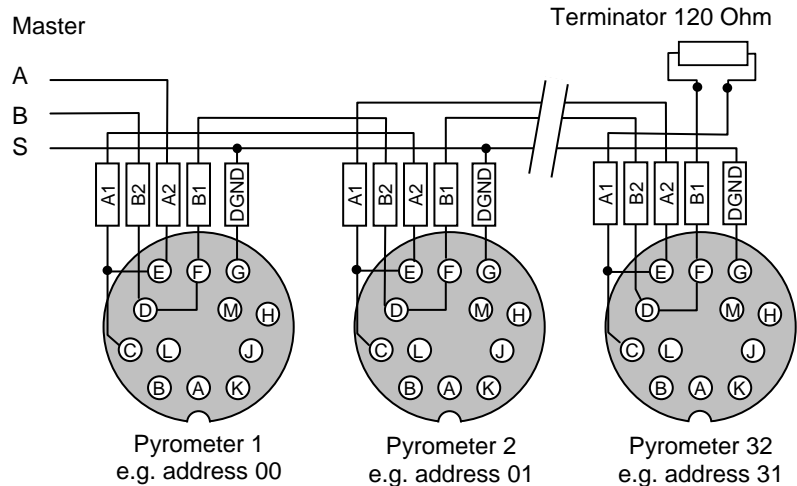 Master
Terminator 120 Ohm
A
B
S
A1 B2 A2 B1 DGND
A1 B2 A2 B1 DGND
A1 B2 A2 B1 DGND
E F G
D M H
C L J
B A K
E F G
D M H
C L J
B A K
E F G
D M H
C L J
B A K
Pyrometer 1
e.g. address 00
Pyrometer 2
e.g. address 01
Pyrometer 32
e.g. address 31